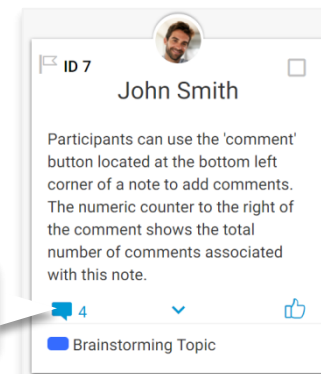 ID 7
John Smith
Participants can use the 'comment'
button located at the bottom left
corner of a note to add comments.
The numeric counter to the right of
the comment shows the total
number of comments associated
with this note.
4
Brainstorming Topic